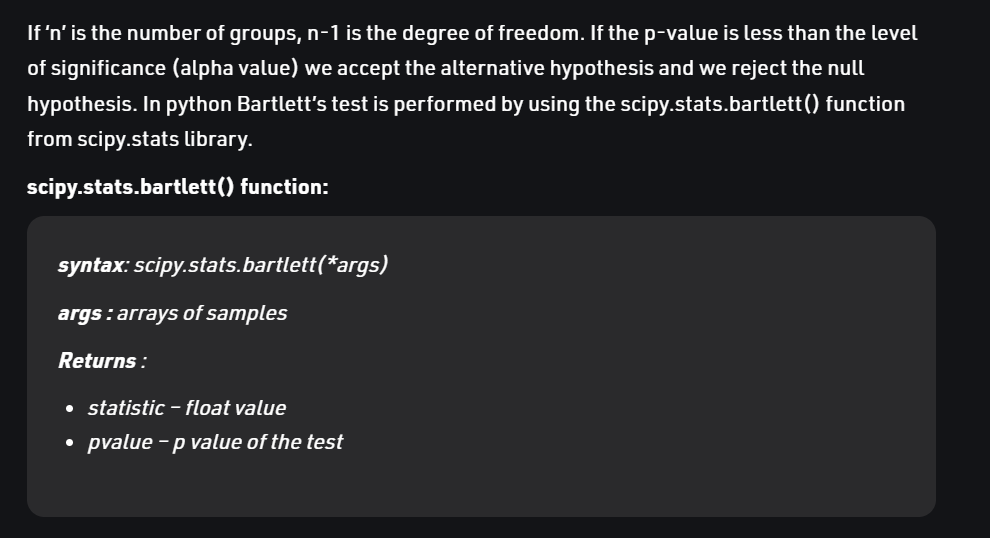 If ‘n’ is the number of groups, n-1 is the degree of freedom. If the p-value is less than the level
of significance (alpha value) we accept the alternative hypothesis and we reject the null
hypothesis. In python Bartlett’s test is performed by using the scipy.stats.bartlett() function
from scipy.stats library.
scipy.stats.bartlett() function:
syntax: scipy.stats.bartlett(*args)
args : arrays of samples
Returns :
• statistic – float value
• pvalue – p value of the test